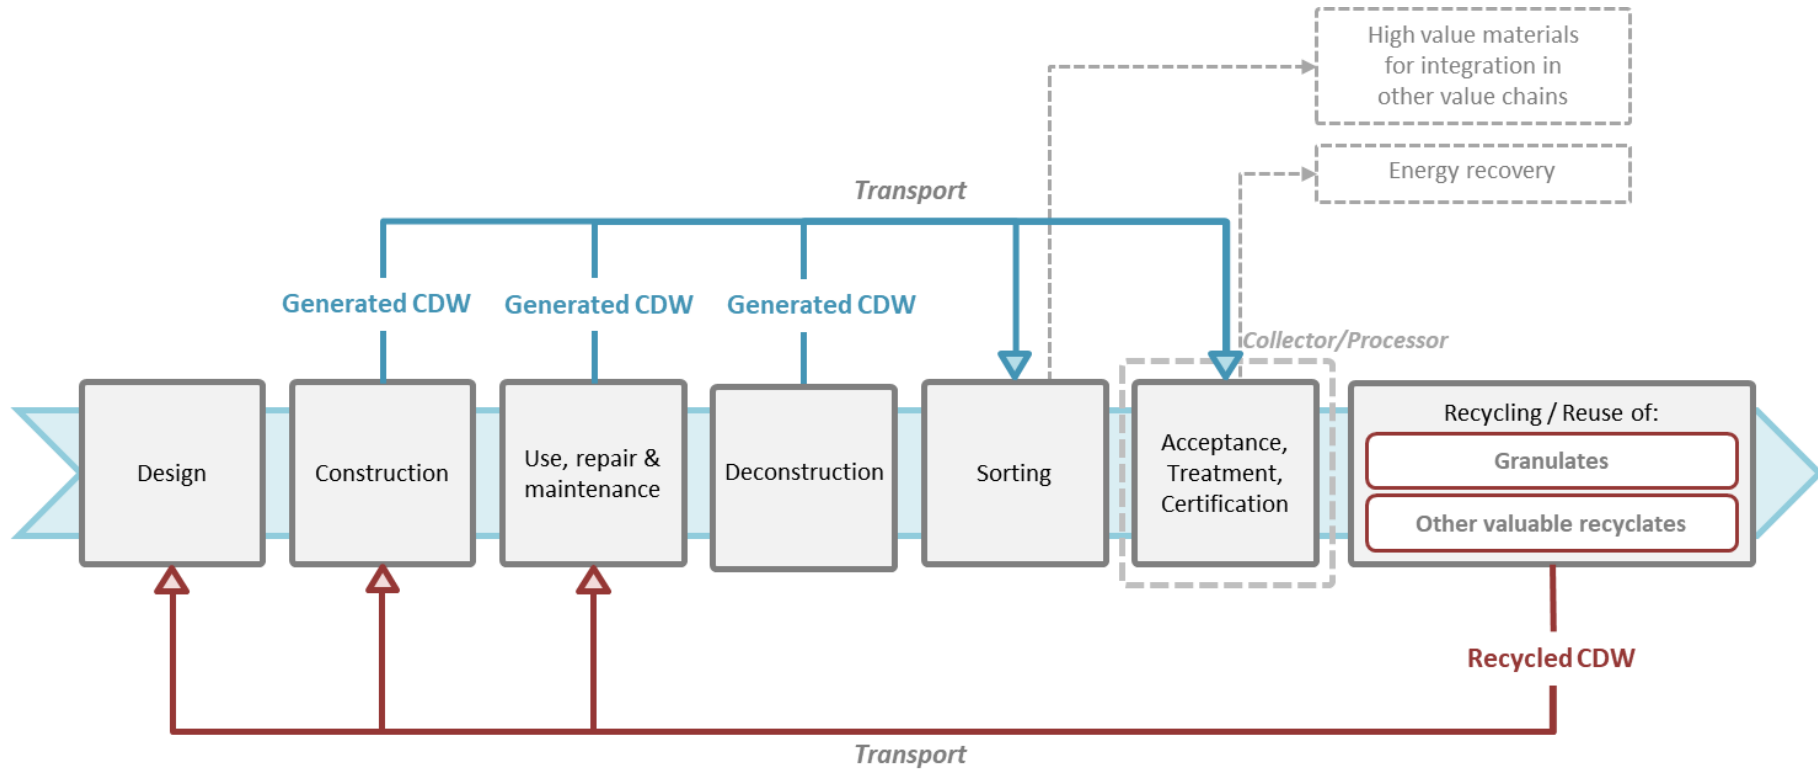 High value materials
for integration in
other value chains
Energy recovery
Transport
Generated CDW
Generated CDW
Generated CDW
Collector/Processor
Design
Construction
Use, repair &
maintenance
Deconstruction
Sorting
Acceptance,
Treatment,
Certification
Recycling / Reuse of:
Granulates
Other valuable recyclates
Recycled CDW
Transport